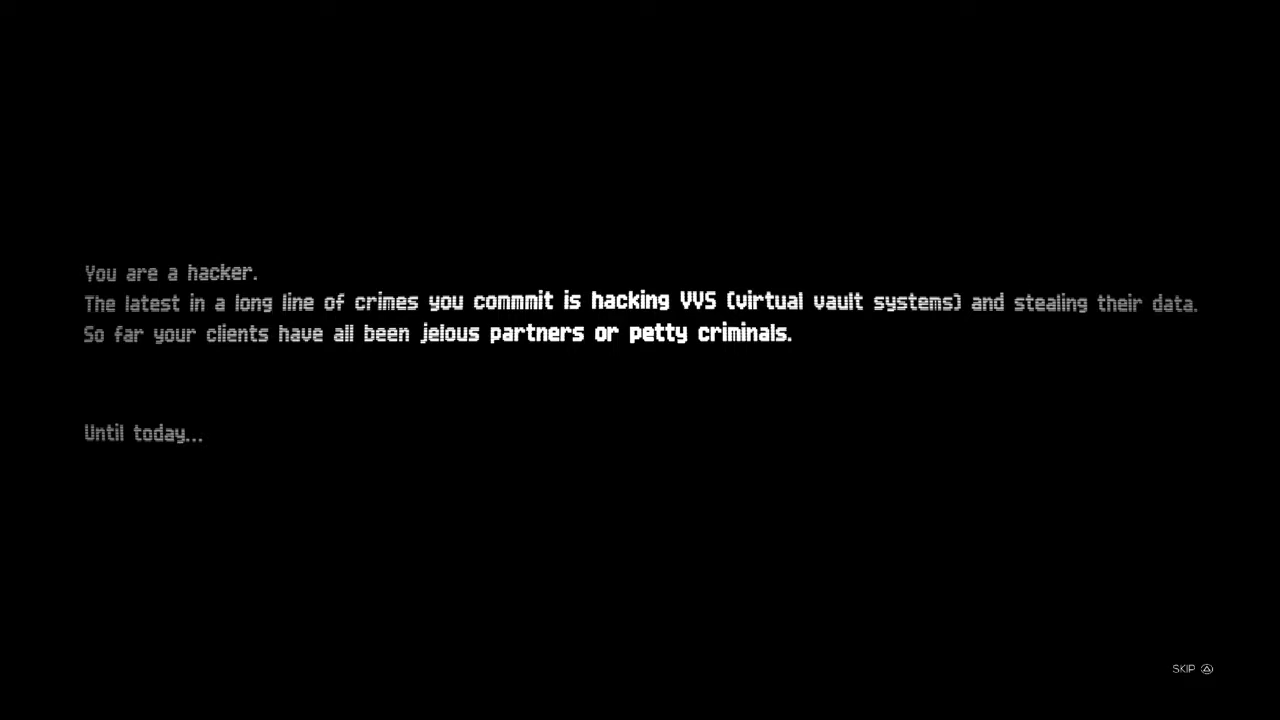 You are a hacker.
The latest in a long line of crimes you commmit is hacking VVS (virtual vault systems) and stealing their data.
So far your clients have all been jelous partners or petty criminals.
Until today...
SKIP